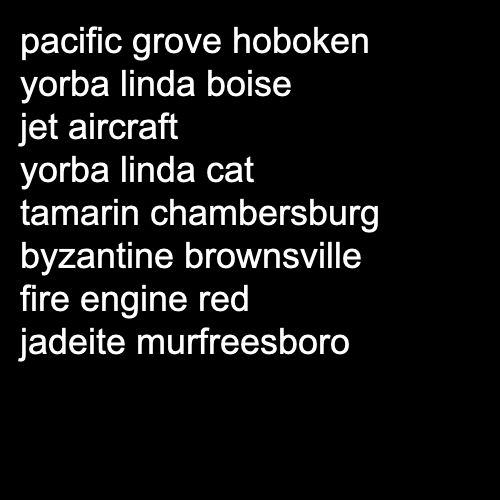 pacific grove hoboken
yorba linda boise
jet aircraft
yorba linda cat
tamarin chambersburg
byzantine brownsville
fire engine red
jadeite murfreesboro